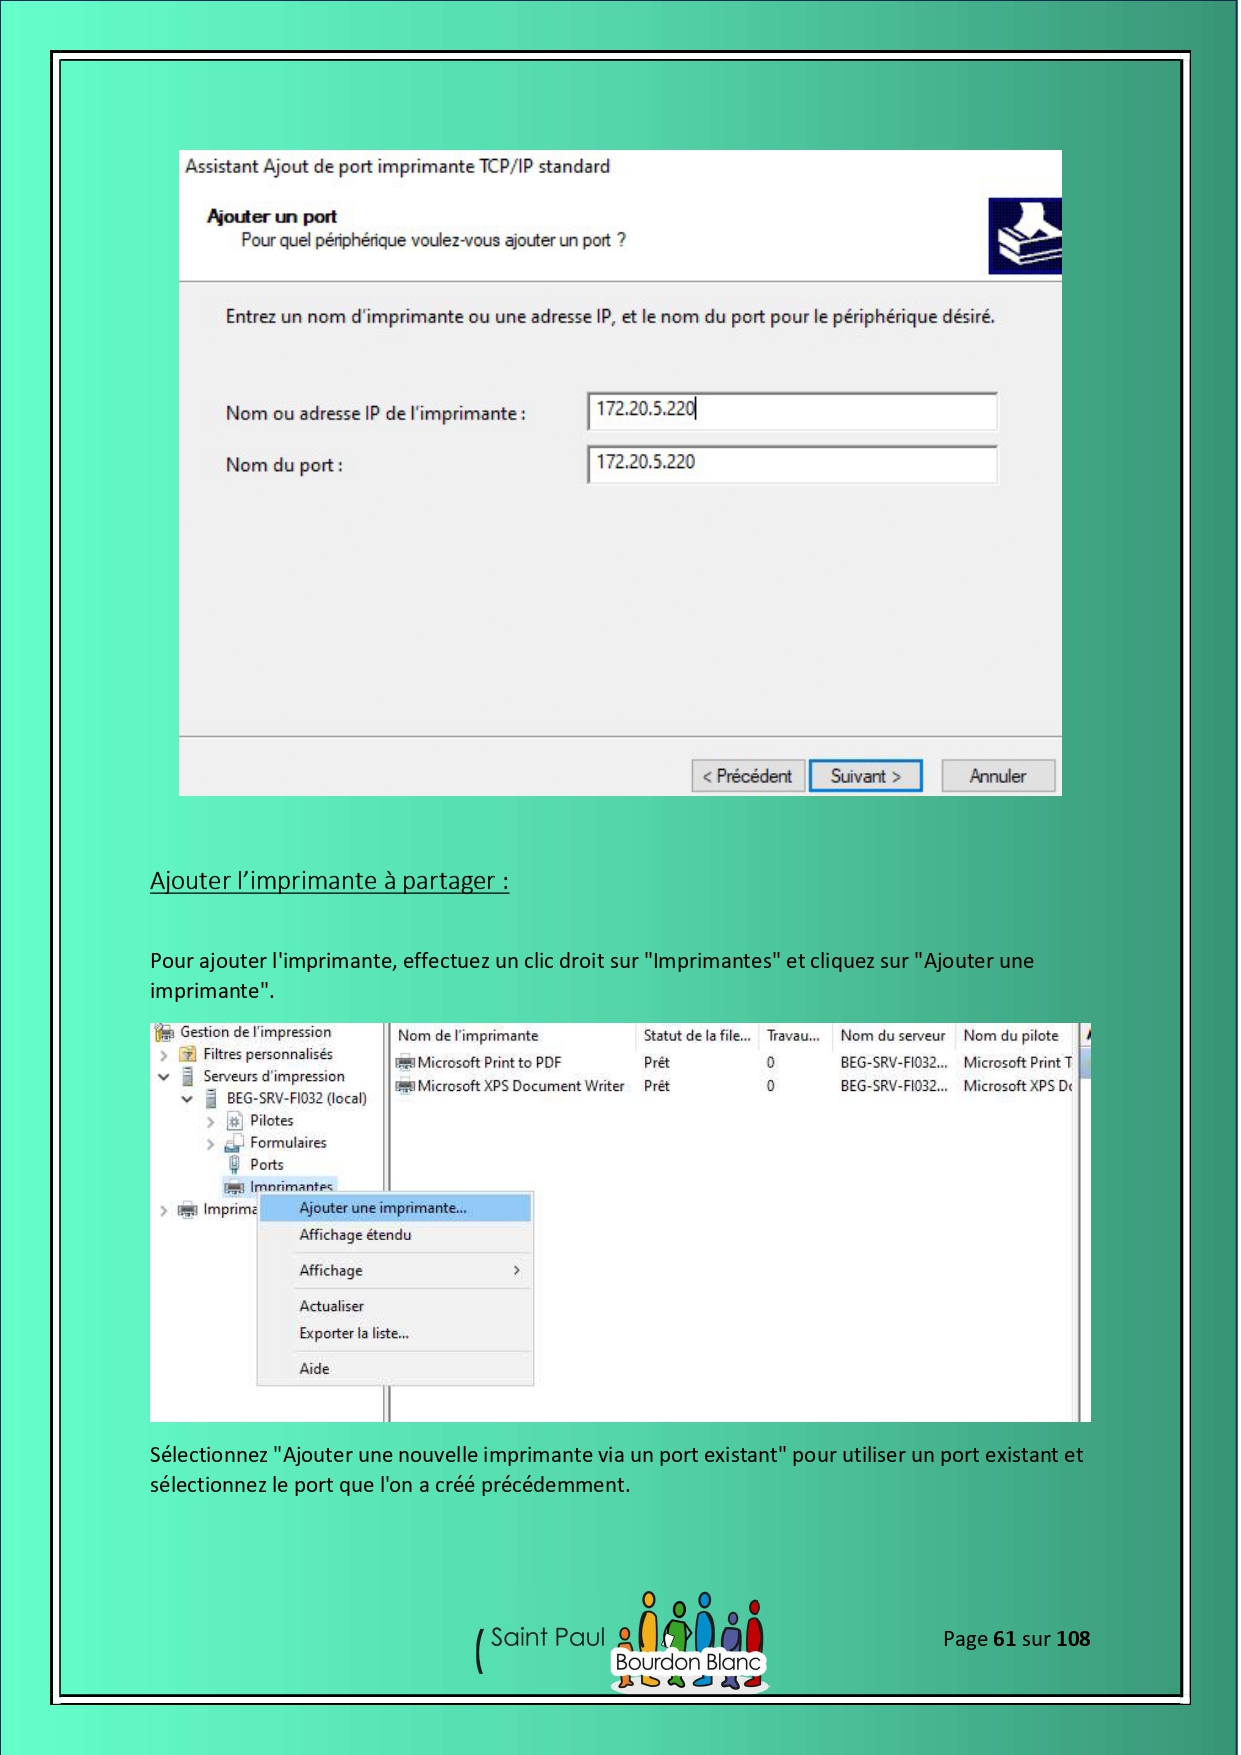 Assistant Ajout de port imprimante TCP/IP standard
Ajouter un port
Pour quel périphérique voulez-vous ajouter un port ?
Entrez un nom d'imprimante ou une adresse IP, et le nom du port pour le périphérique désiré.
Nom ou adresse IP de l'imprimante : 172.20.5.220
Nom du port : 172.20.5.220
< Précédent Suivant > Annuler
Ajouter l’imprimante à partager :
Pour ajouter l'imprimante, effectuez un clic droit sur "Imprimantes" et cliquez sur "Ajouter une
imprimante".
Gestion de l'impression
Filtres personnalisés
Serveurs d'impression
BEG-SRV-FI032 (local)
Pilotes
Formulaires
Ports
Imprimantes
Imprima
Nom de l'imprimante Statut de la file... Travau... Nom du serveur Nom du pilote
Microsoft Print to PDF Prêt 0 BEG-SRV-FI032... Microsoft Print T
Microsoft XPS Document Writer Prêt 0 BEG-SRV-FI032... Microsoft XPS Do
Ajouter une imprimante...
Affichage étendu
Affichage >
Actualiser
Exporter la liste...
Aide
Sélectionnez "Ajouter une nouvelle imprimante via un port existant" pour utiliser un port existant et
sélectionnez le port que l'on a créé précédemment.
Saint Paul
Bourdon Blanc
Page 61 sur 108